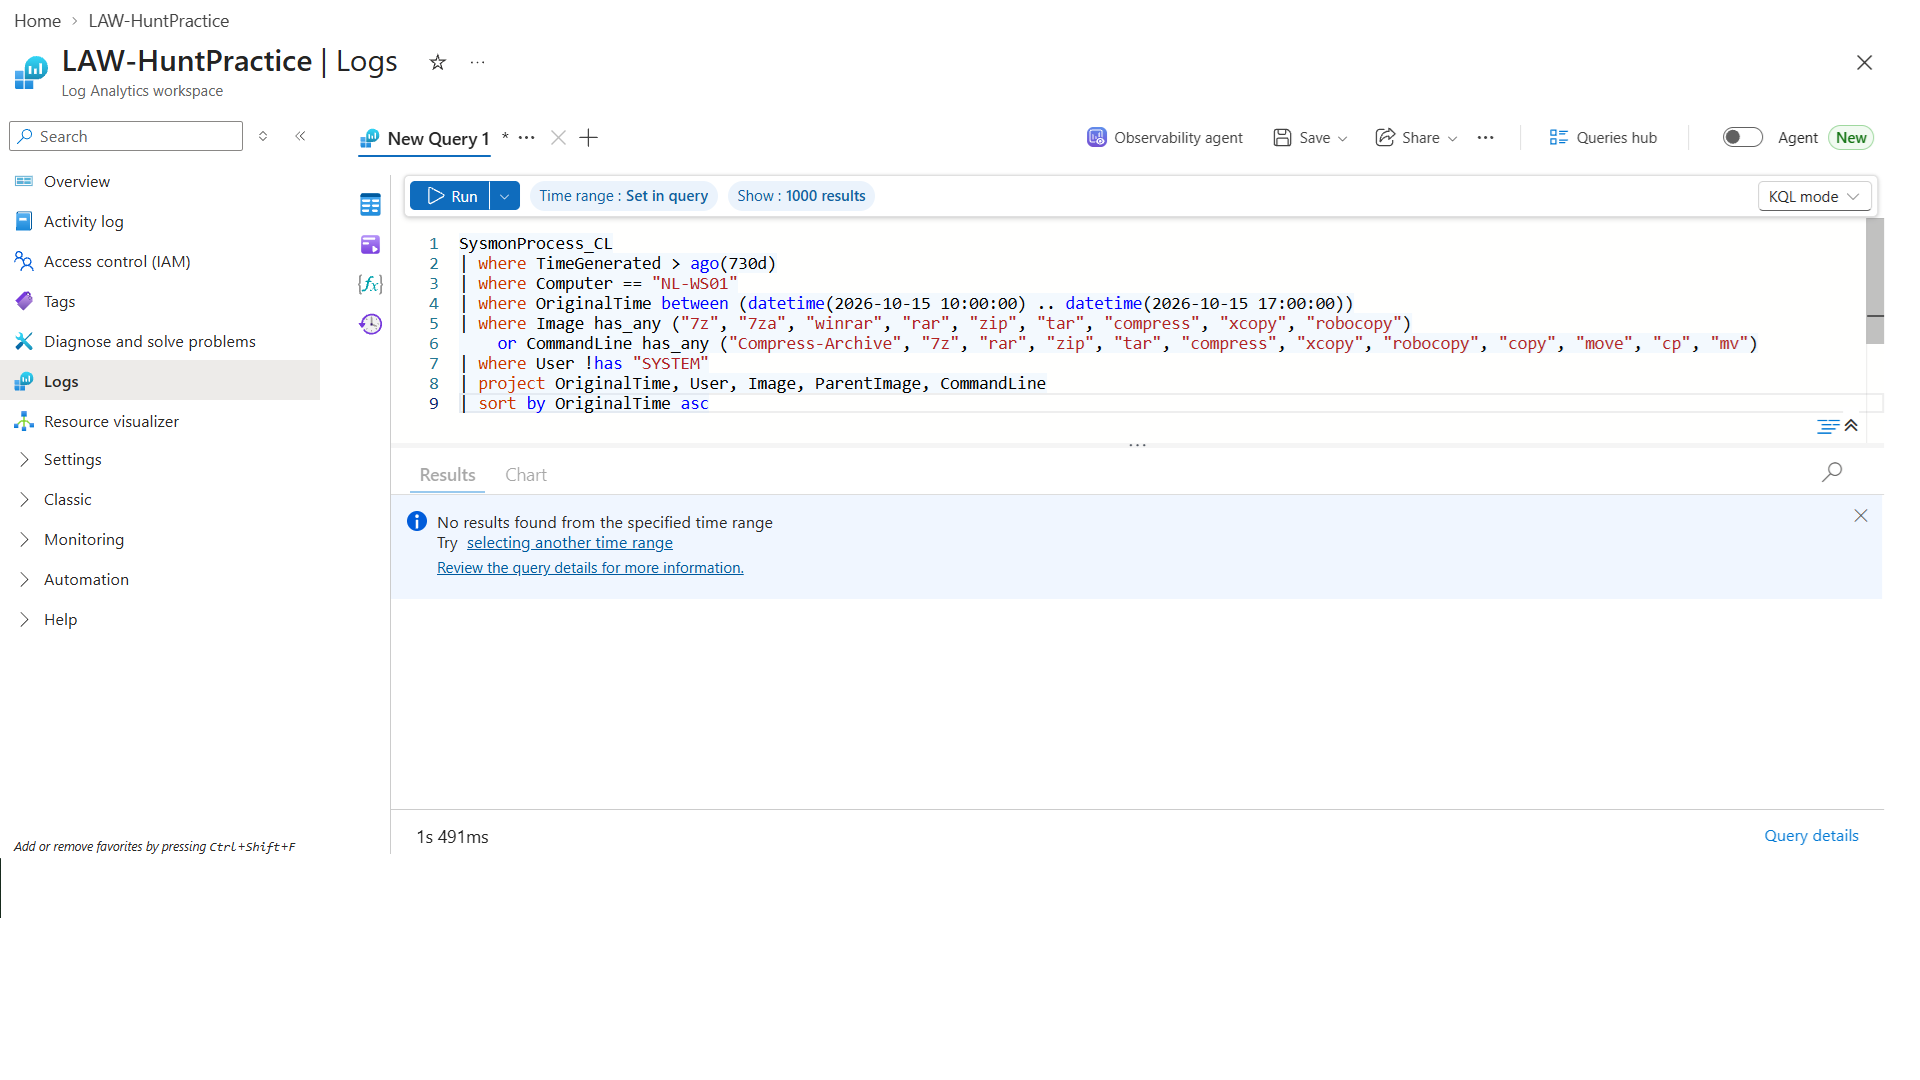 Home > LAW-HuntPractice
LAW-HuntPractice | Logs
Log Analytics workspace
Search
Overview
Activity log
Access control (IAM)
Tags
Diagnose and solve problems
Logs
Resource visualizer
Settings
Classic
Monitoring
Automation
Help
Add or remove favorites by pressing Ctrl+Shift+F
New Query 1 * ...
Observability agent
Save
Share
...
Queries hub
Agent
New
Run
Time range : Set in query
Show : 1000 results
KQL mode
1 SysmonProcess_CL
2 | where TimeGenerated > ago(730d)
3 | where Computer == "NL-WS01"
4 | where OriginalTime between (datetime(2026-10-15 10:00:00) .. datetime(2026-10-15 17:00:00))
5 | where Image has_any ("7z", "7za", "winrar", "rar", "zip", "tar", "compress", "xcopy", "robocopy")
6 or CommandLine has_any ("Compress-Archive", "7z", "rar", "zip", "tar", "compress", "xcopy", "robocopy", "copy", "move", "cp", "mv")
7 | where User !has "SYSTEM"
8 | project OriginalTime, User, Image, ParentImage, CommandLine
9 | sort by OriginalTime asc
Results
Chart
No results found from the specified time range
Try selecting another time range
Review the query details for more information.
1s 491ms
Query details